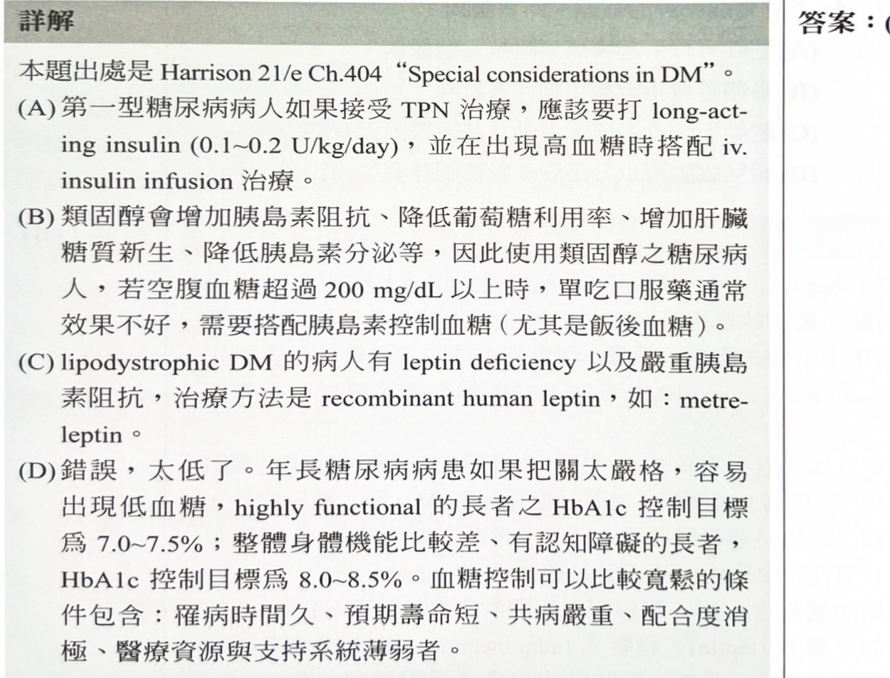 詳解
答案：(
本題出處是 Harrison 21/e Ch.404 “Special considerations in DM”。
(A) 第一型糖尿病病人如果接受 TPN 治療，應該要打 long-act-
ing insulin (0.1~0.2 U/kg/day)，並在出現高血糖時搭配 iv.
insulin infusion 治療。
(B) 類固醇會增加胰島素阻抗、降低葡萄糖利用率、增加肝臟
糖質新生、降低胰島素分泌等，因此使用類固醇之糖尿病
人，若空腹血糖超過 200 mg/dL 以上時，單吃口服藥通常
效果不好，需要搭配胰島素控制血糖（尤其是飯後血糖）。
(C) lipodystrophic DM 的病人有 leptin deficiency 以及嚴重胰島
素阻抗，治療方法是 recombinant human leptin，如：metre-
leptin。
(D) 錯誤，太低了。年長糖尿病病患如果把關太嚴格，容易
出現低血糖，highly functional 的長者之 HbA1c 控制目標
為 7.0~7.5%；整體身體機能比較差、有認知障礙的長者，
HbA1c 控制目標為 8.0~8.5%。血糖控制可以比較寬鬆的條
件包含：罹病時間久、預期壽命短、共病嚴重、配合度消
極、醫療資源與支持系統薄弱者。